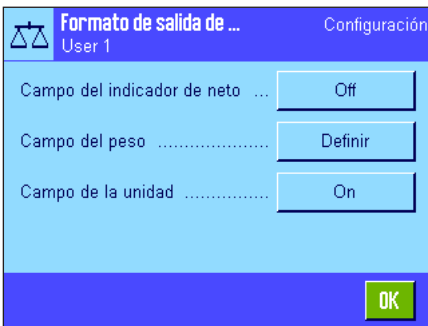 Formato de salida de ...
Configuración
User 1
Campo del indicador de neto ... Off
Campo del peso ..................... Definir
Campo de la unidad ................ On
OK